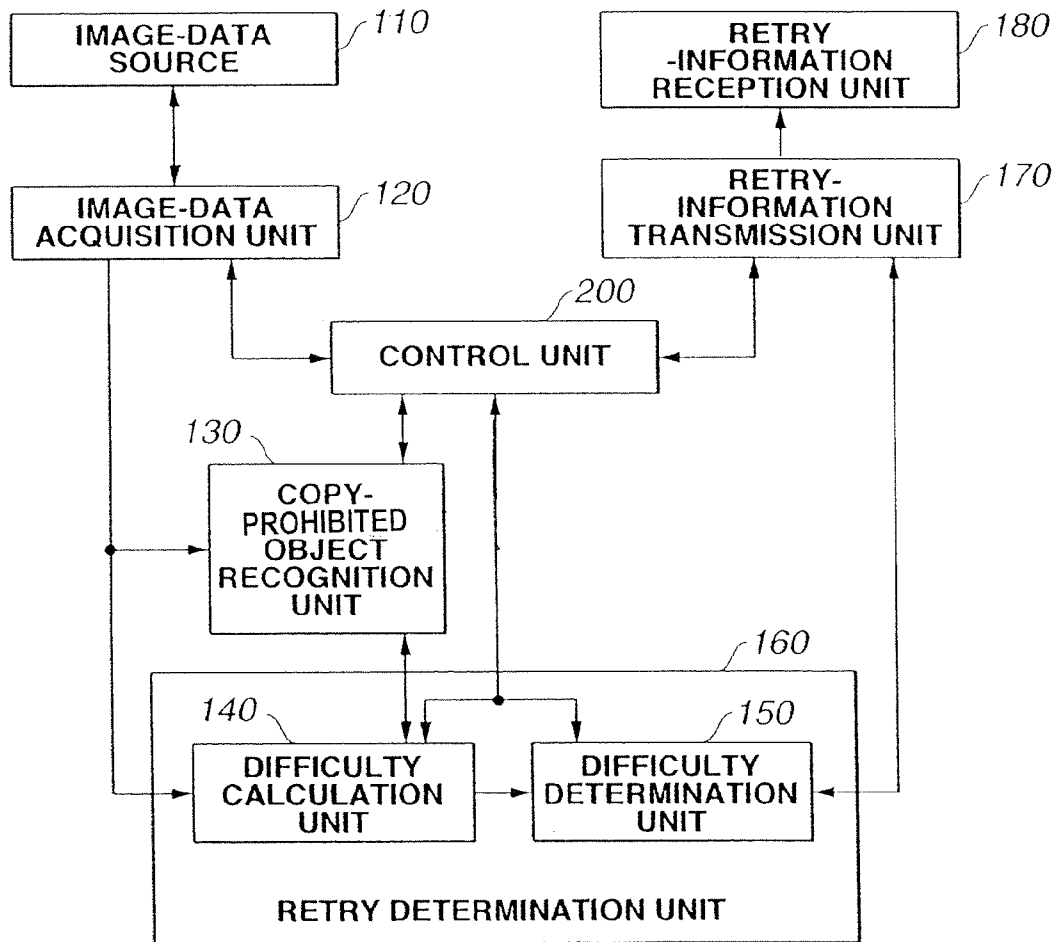 IMAGE-DATA
SOURCE
110
RETRY
-INFORMATION
RECEPTION UNIT
180
IMAGE-DATA
ACQUISITION UNIT
120
RETRY-
INFORMATION
TRANSMISSION UNIT
170
200
CONTROL UNIT
130
COPY-
PROHIBITED
OBJECT
RECOGNITION
UNIT
160
140
DIFFICULTY
CALCULATION
UNIT
150
DIFFICULTY
DETERMINATION
UNIT
RETRY DETERMINATION UNIT